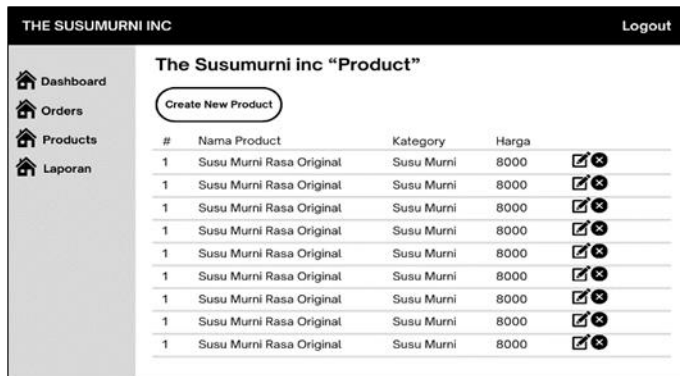 THE SUSUMURNI INC Logout
Dashboard
Orders
Products
Laporan
The Susumurni inc “Product”
Create New Product
# Nama Product Kategory Harga
1 Susu Murni Rasa Original Susu Murni 8000
1 Susu Murni Rasa Original Susu Murni 8000
1 Susu Murni Rasa Original Susu Murni 8000
1 Susu Murni Rasa Original Susu Murni 8000
1 Susu Murni Rasa Original Susu Murni 8000
1 Susu Murni Rasa Original Susu Murni 8000
1 Susu Murni Rasa Original Susu Murni 8000
1 Susu Murni Rasa Original Susu Murni 8000
1 Susu Murni Rasa Original Susu Murni 8000